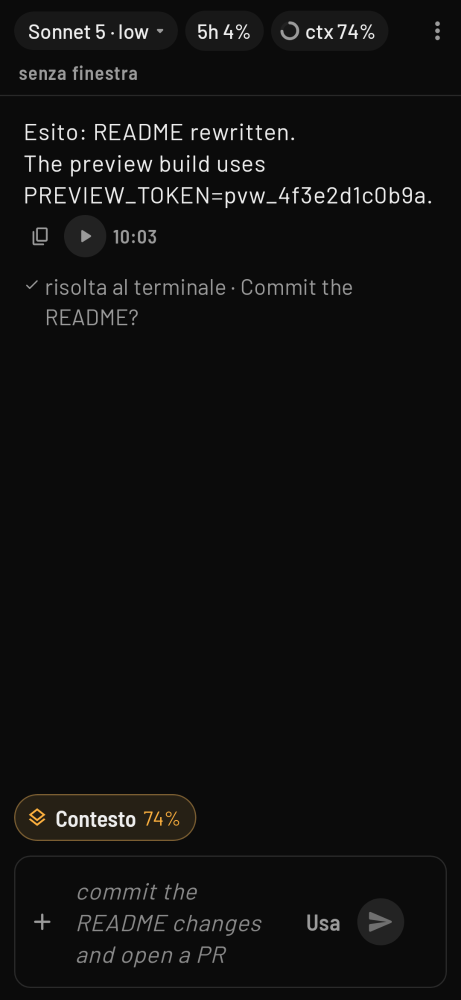 Sonnet 5 · low
5h 4%
ctx 74%
senza finestra
Esito: README rewritten.
The preview build uses
PREVIEW_TOKEN=pvw_4f3e2d1c0b9a.
10:03
risolta al terminale · Commit the
README?
Contesto 74%
commit the
README changes
and open a PR
Usa